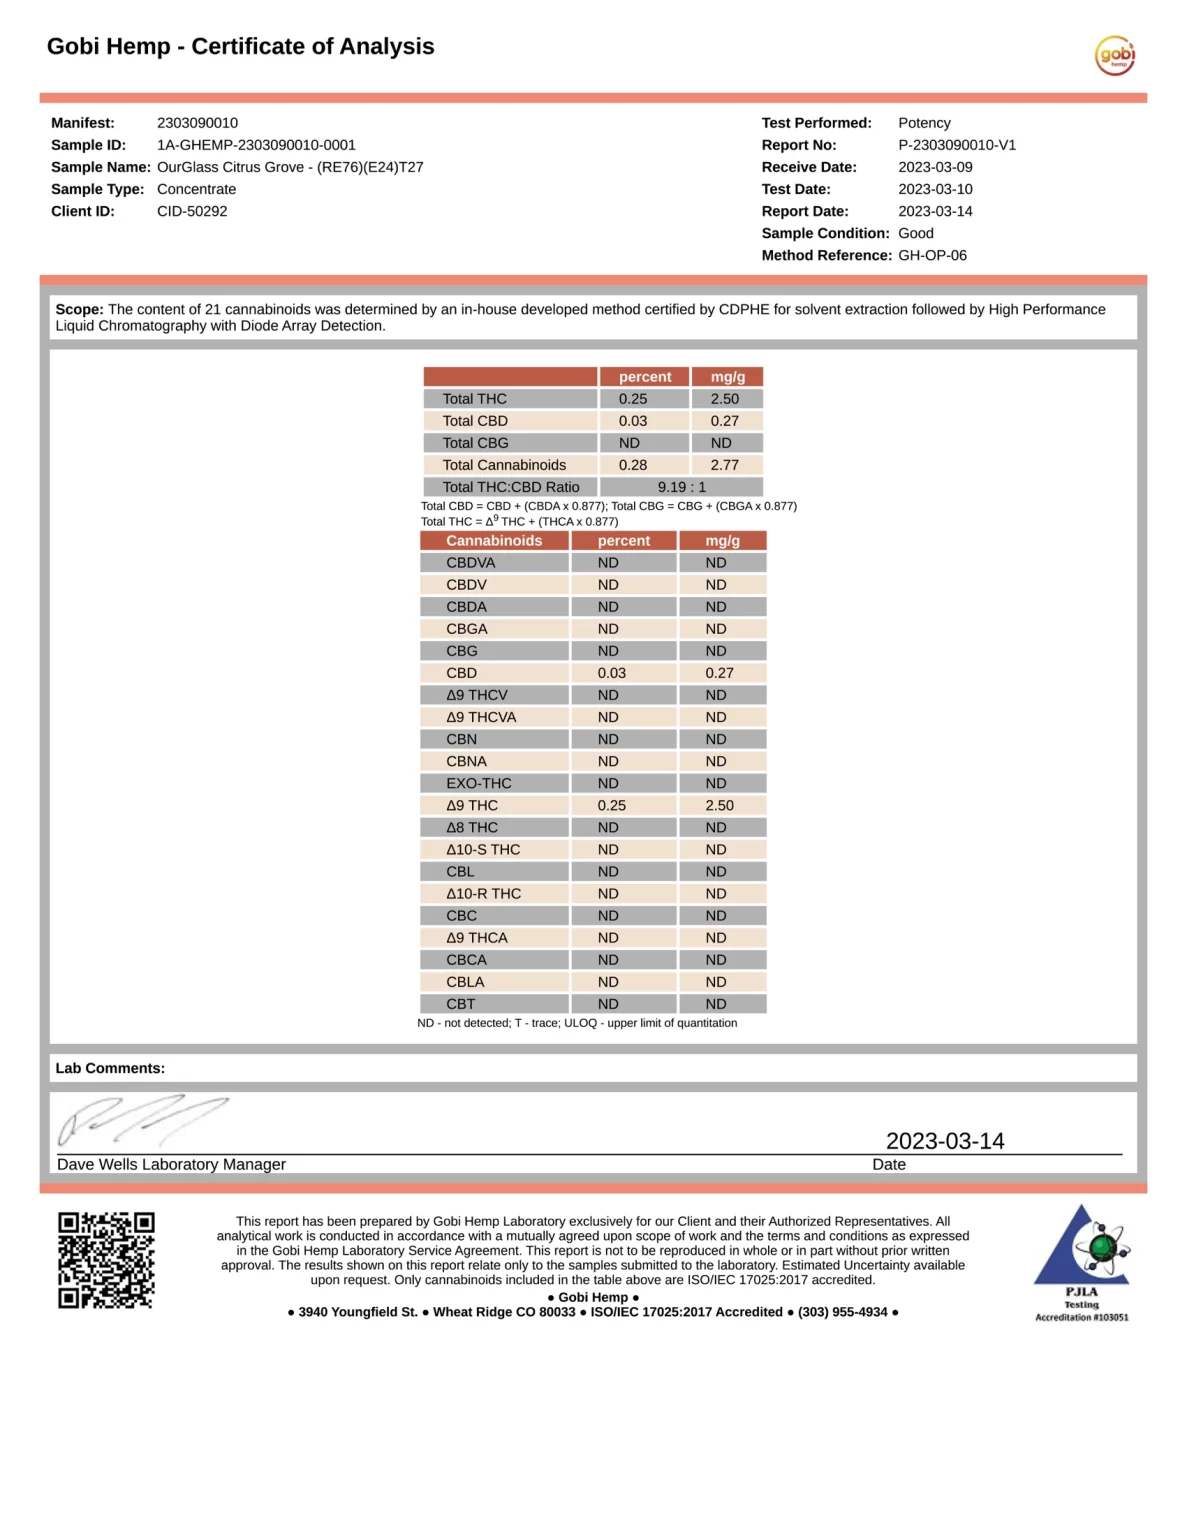 Gobi Hemp - Certificate of Analysis
gobi
hemp
Manifest: 2303090010
Sample ID: 1A-GHEMP-2303090010-0001
Sample Name: OurGlass Citrus Grove - (RE76)(E24)T27
Sample Type: Concentrate
Client ID: CID-50292
Test Performed: Potency
Report No: P-2303090010-V1
Receive Date: 2023-03-09
Test Date: 2023-03-10
Report Date: 2023-03-14
Sample Condition: Good
Method Reference: GH-OP-06
Scope: The content of 21 cannabinoids was determined by an in-house developed method certified by CDPHE for solvent extraction followed by High Performance
Liquid Chromatography with Diode Array Detection.
percent mg/g
Total THC 0.25 2.50
Total CBD 0.03 0.27
Total CBG ND ND
Total Cannabinoids 0.28 2.77
Total THC:CBD Ratio 9.19 : 1
Total CBD = CBD + (CBDA x 0.877); Total CBG = CBG + (CBGA x 0.877)
Total THC = Δ⁹ THC + (THCA x 0.877)
Cannabinoids percent mg/g
CBDVA ND ND
CBDV ND ND
CBDA ND ND
CBGA ND ND
CBG ND ND
CBD 0.03 0.27
Δ9 THCV ND ND
Δ9 THCVA ND ND
CBN ND ND
CBNA ND ND
EXO-THC ND ND
Δ9 THC 0.25 2.50
Δ8 THC ND ND
Δ10-S THC ND ND
CBL ND ND
Δ10-R THC ND ND
CBC ND ND
Δ9 THCA ND ND
CBCA ND ND
CBLA ND ND
CBT ND ND
ND - not detected; T - trace; ULOQ - upper limit of quantitation
Lab Comments:
2023-03-14
Dave Wells Laboratory Manager Date
This report has been prepared by Gobi Hemp Laboratory exclusively for our Client and their Authorized Representatives. All
analytical work is conducted in accordance with a mutually agreed upon scope of work and the terms and conditions as expressed
in the Gobi Hemp Laboratory Service Agreement. This report is not to be reproduced in whole or in part without prior written
approval. The results shown on this report relate only to the samples submitted to the laboratory. Estimated Uncertainty available
upon request. Only cannabinoids included in the table above are ISO/IEC 17025:2017 accredited.
● Gobi Hemp ●
● 3940 Youngfield St. ● Wheat Ridge CO 80033 ● ISO/IEC 17025:2017 Accredited ● (303) 955-4934 ●
PJLA
Testing
Accreditation #103051